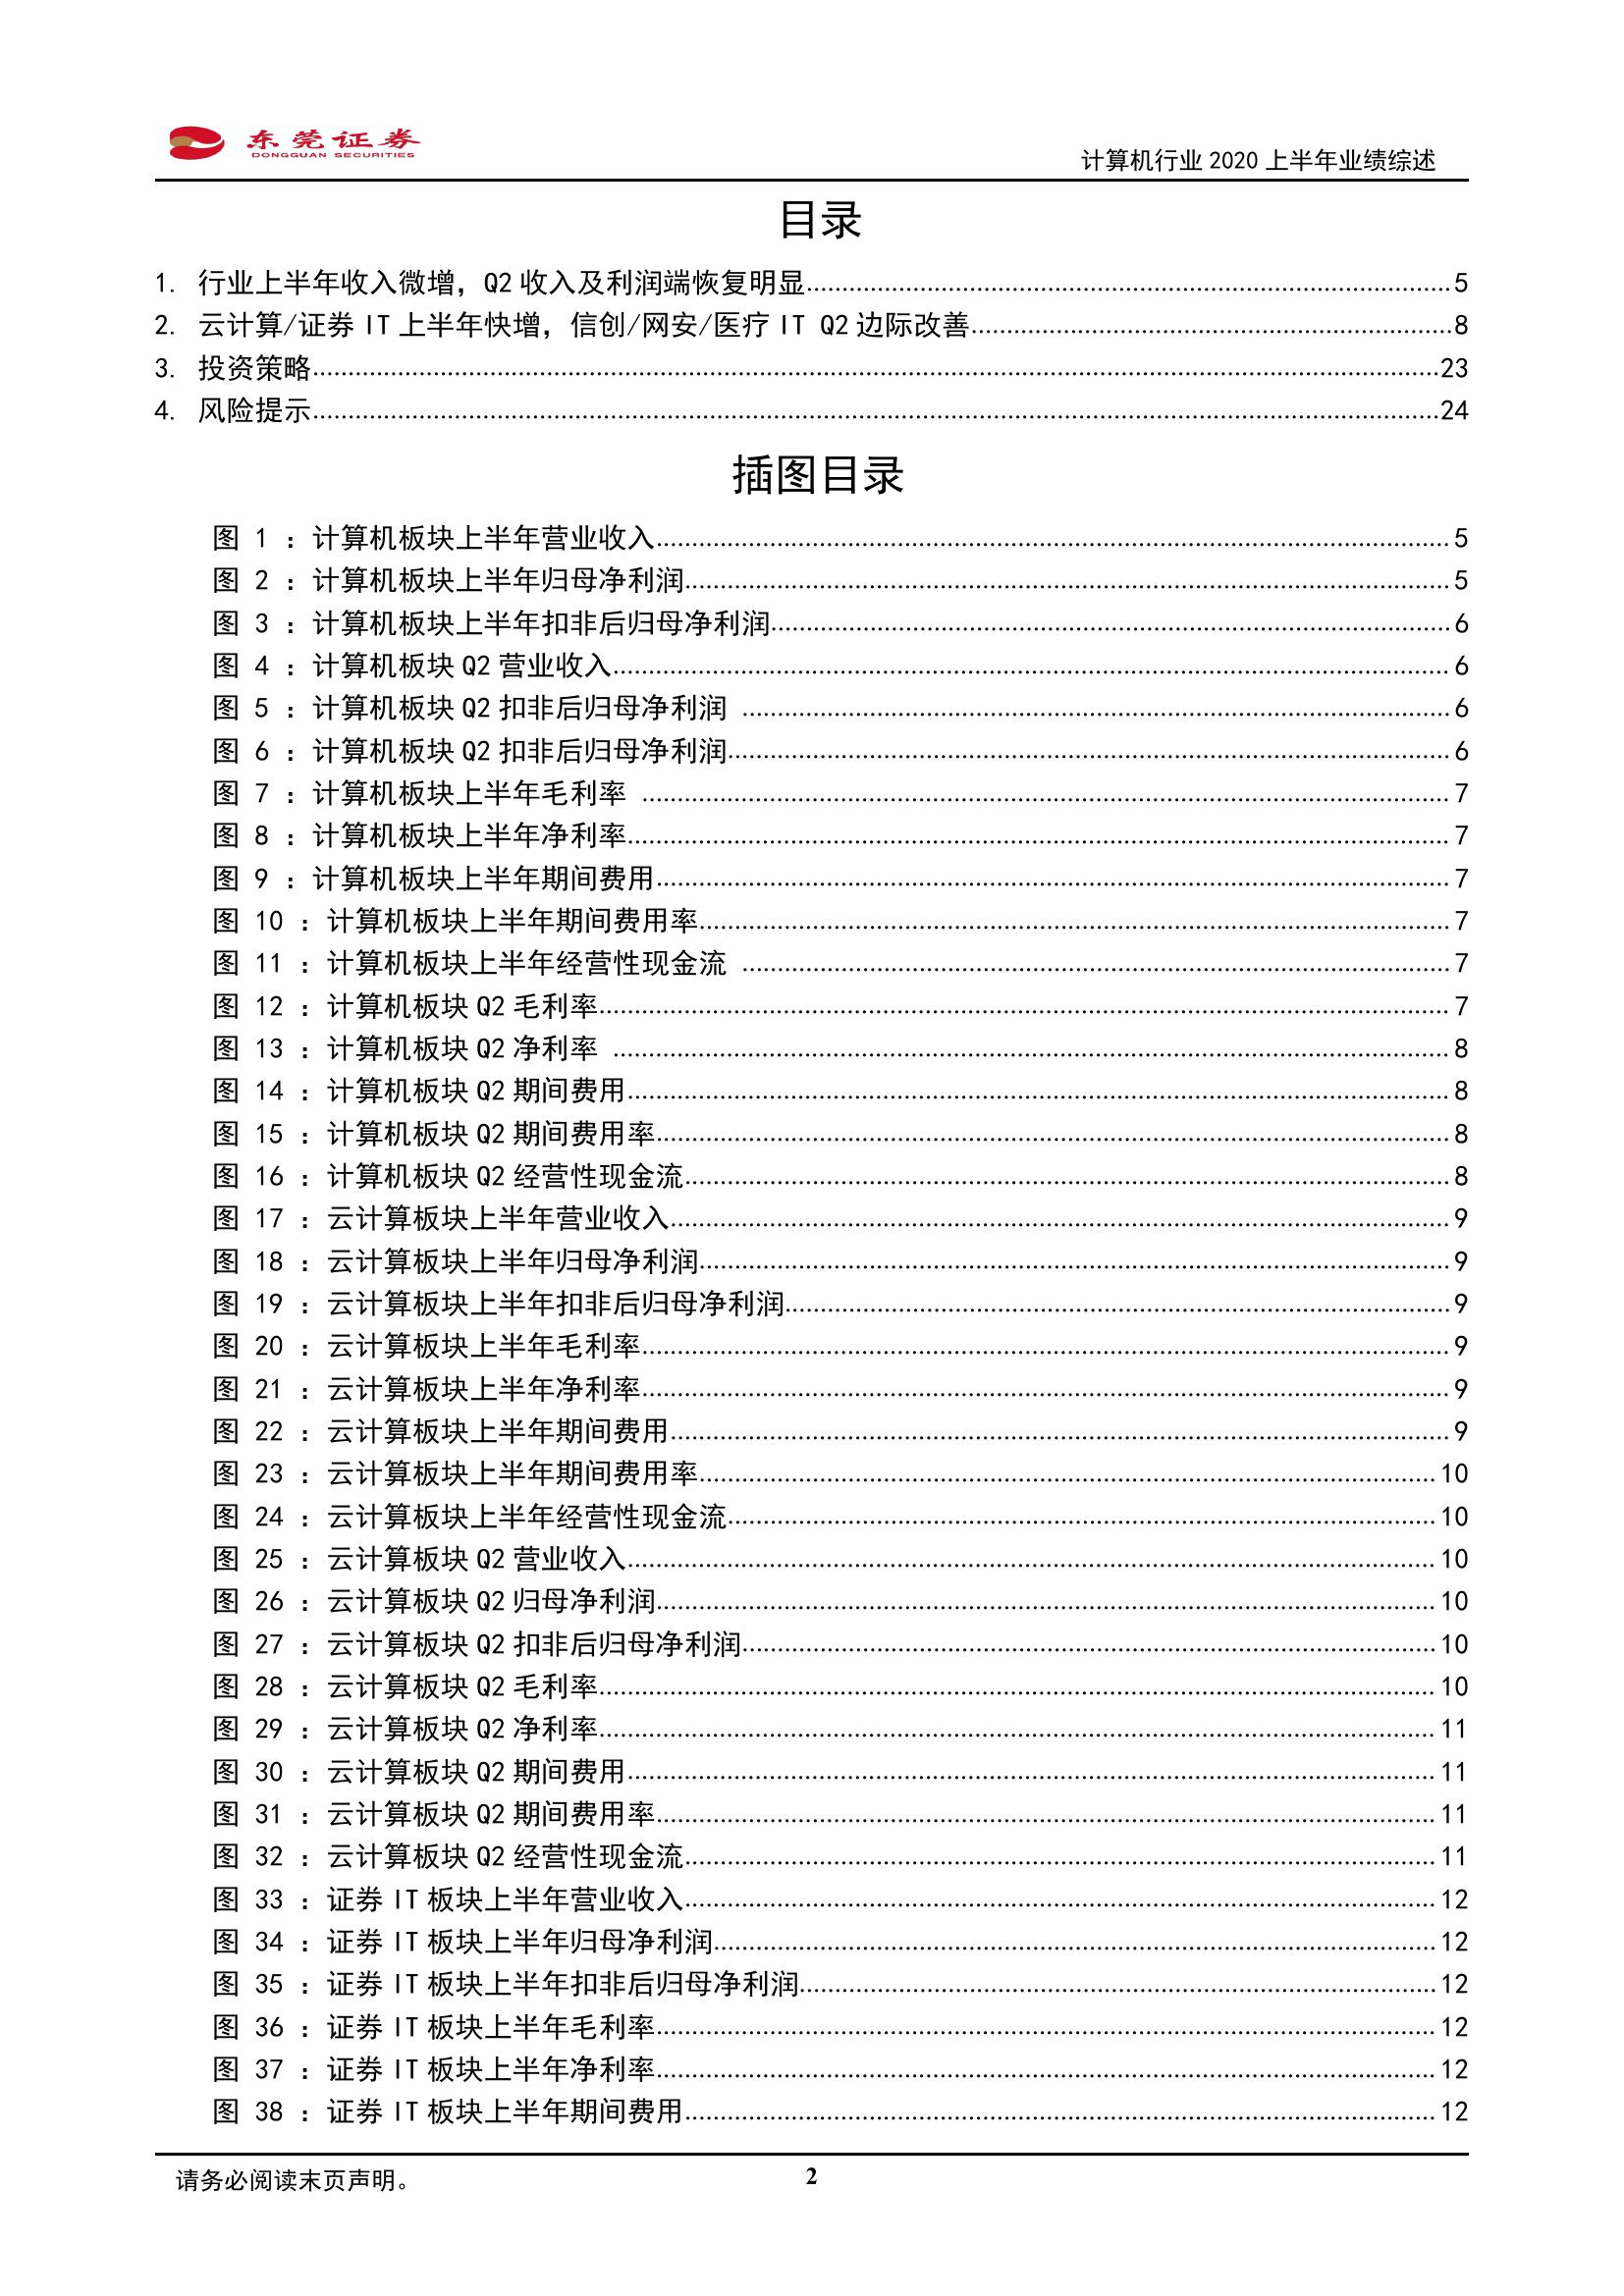 东莞证券
DONGGUAN SECURITIES
计算机行业 2020 上半年业绩综述
目录
1. 行业上半年收入微增，Q2 收入及利润端恢复明显........5
2. 云计算/证券 IT 上半年快增，信创/网安/医疗 IT Q2 边际改善........8
3. 投资策略........23
4. 风险提示........24
插图目录
图 1 ：计算机板块上半年营业收入........5
图 2 ：计算机板块上半年归母净利润........5
图 3 ：计算机板块上半年扣非后归母净利润........6
图 4 ：计算机板块 Q2 营业收入........6
图 5 ：计算机板块 Q2 扣非后归母净利润 ........6
图 6 ：计算机板块 Q2 扣非后归母净利润........6
图 7 ：计算机板块上半年毛利率 ........7
图 8 ：计算机板块上半年净利率........7
图 9 ：计算机板块上半年期间费用........7
图 10 ：计算机板块上半年期间费用率........7
图 11 ：计算机板块上半年经营性现金流 ........7
图 12 ：计算机板块 Q2 毛利率........7
图 13 ：计算机板块 Q2 净利率 ........8
图 14 ：计算机板块 Q2 期间费用........8
图 15 ：计算机板块 Q2 期间费用率........8
图 16 ：计算机板块 Q2 经营性现金流........8
图 17 ：云计算板块上半年营业收入........9
图 18 ：云计算板块上半年归母净利润........9
图 19 ：云计算板块上半年扣非后归母净利润........9
图 20 ：云计算板块上半年毛利率........9
图 21 ：云计算板块上半年净利率........9
图 22 ：云计算板块上半年期间费用........9
图 23 ：云计算板块上半年期间费用率........10
图 24 ：云计算板块上半年经营性现金流........10
图 25 ：云计算板块 Q2 营业收入........10
图 26 ：云计算板块 Q2 归母净利润........10
图 27 ：云计算板块 Q2 扣非后归母净利润........10
图 28 ：云计算板块 Q2 毛利率........10
图 29 ：云计算板块 Q2 净利率........11
图 30 ：云计算板块 Q2 期间费用........11
图 31 ：云计算板块 Q2 期间费用率........11
图 32 ：云计算板块 Q2 经营性现金流........11
图 33 ：证券 IT 板块上半年营业收入........12
图 34 ：证券 IT 板块上半年归母净利润........12
图 35 ：证券 IT 板块上半年扣非后归母净利润........12
图 36 ：证券 IT 板块上半年毛利率........12
图 37 ：证券 IT 板块上半年净利率........12
图 38 ：证券 IT 板块上半年期间费用........12
请务必阅读末页声明。
2